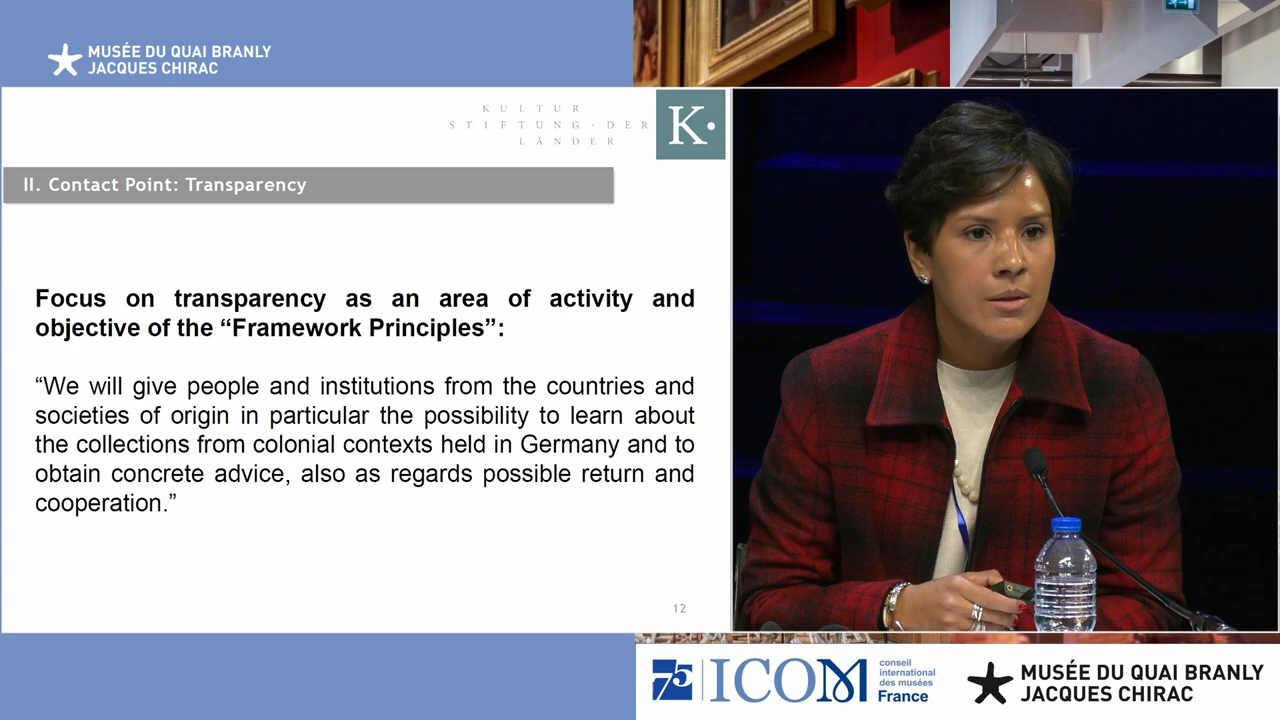 MUSÉE DU QUAI BRANLY
JACQUES CHIRAC
KULTUR
STIFTUNG · DER
LÄNDER
K·
II. Contact Point: Transparency
Focus on transparency as an area of activity and
objective of the “Framework Principles”:
“We will give people and institutions from the countries and
societies of origin in particular the possibility to learn about
the collections from colonial contexts held in Germany and to
obtain concrete advice, also as regards possible return and
cooperation.”
12
75
ICOM
conseil
international
des musées
France
MUSÉE DU QUAI BRANLY
JACQUES CHIRAC